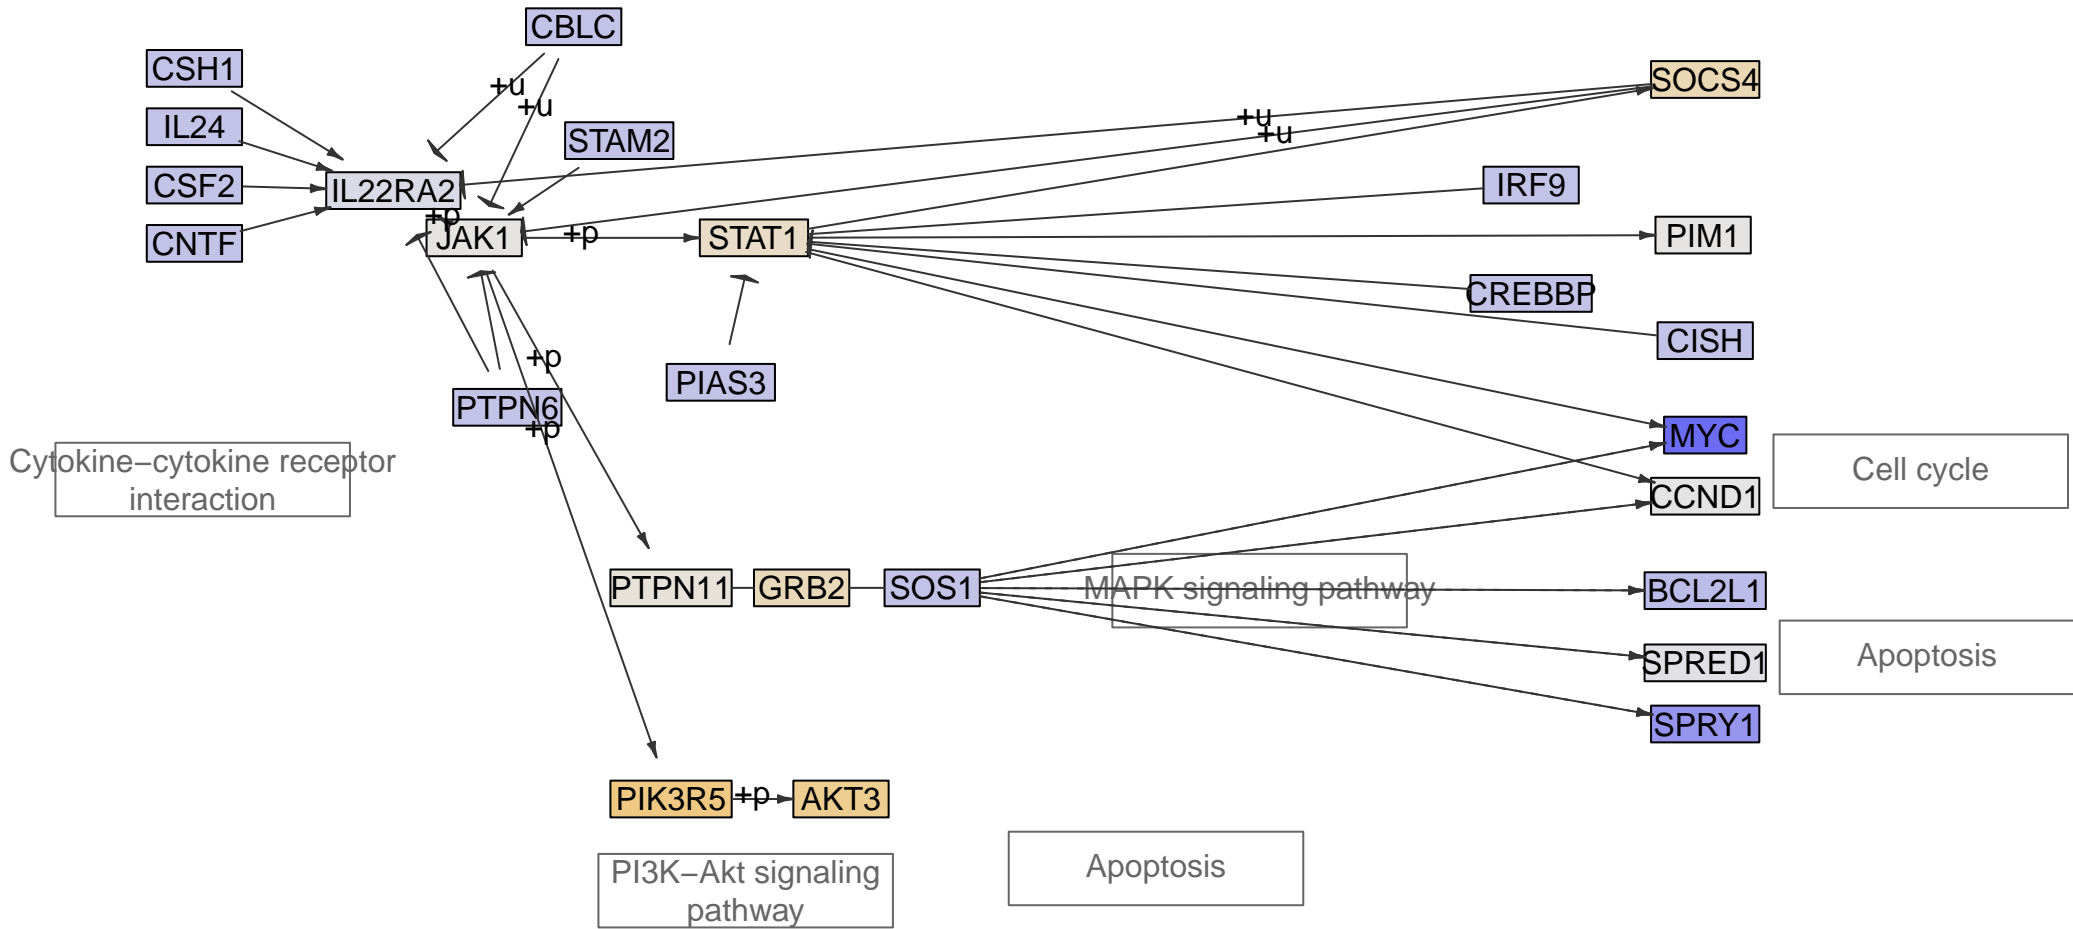 CBLC
CSH1
+u
SOCS4
+u
IL24
+u
+u
STAM2
CSF2
IL22RA2
IRF9
+p
CNTF
JAK1
+p
STAT1
PIM1
CREBBP
CISH
+p
PIAS3
PTPN6
+p
MYC
Cytokine−cytokine receptor
interaction
Cell cycle
CCND1
PTPN11
GRB2
SOS1
MAPK signaling pathway
BCL2L1
SPRED1
Apoptosis
SPRY1
PIK3R5
+p
AKT3
PI3K−Akt signaling
pathway
Apoptosis